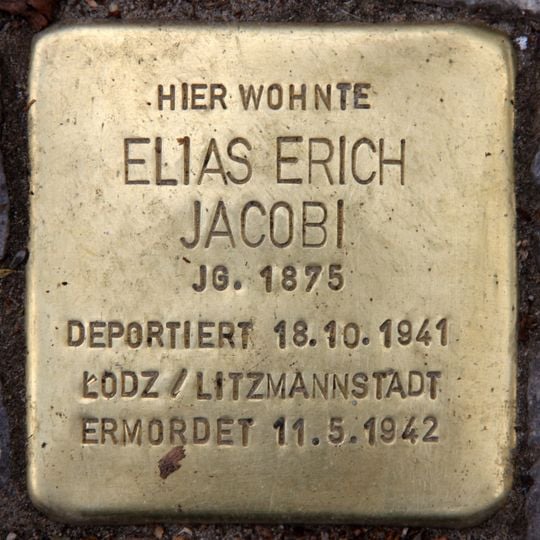 HIER WOHNTE
ELIAS ERICH
JACOBI
JG. 1875
DEPORTIERT 18.10.1941
ŁODZ / LITZMANNSTADT
ERMORDET 11.5.1942